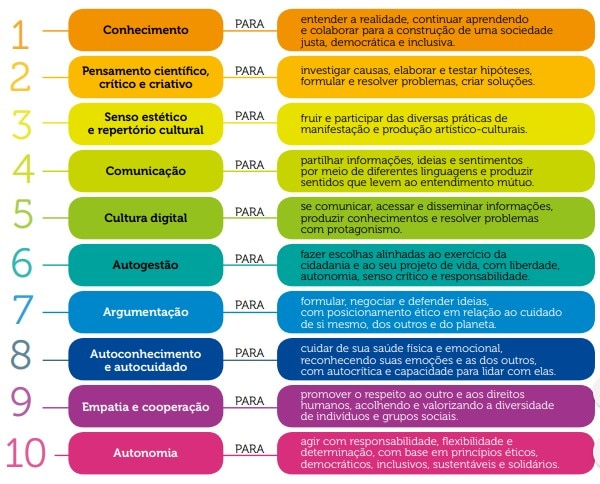 1
Conhecimento
PARA
entender a realidade, continuar aprendendo
e colaborar para a construção de uma sociedade
justa, democrática e inclusiva.
2
Pensamento científico,
crítico e criativo
PARA
investigar causas, elaborar e testar hipóteses,
formular e resolver problemas, criar soluções.
3
Senso estético
e repertório cultural
PARA
fruir e participar das diversas práticas de
manifestação e produção artístico-culturais.
4
Comunicação
PARA
partilhar informações, ideias e sentimentos
por meio de diferentes linguagens e produzir
sentidos que levem ao entendimento mútuo.
5
Cultura digital
PARA
se comunicar, acessar e disseminar informações,
produzir conhecimentos e resolver problemas
com protagonismo.
6
Autogestão
PARA
fazer escolhas alinhadas ao exercício da
cidadania e ao seu projeto de vida, com liberdade,
autonomia, senso crítico e responsabilidade.
7
Argumentação
PARA
formular, negociar e defender ideias,
com posicionamento ético em relação ao cuidado
de si mesmo, dos outros e do planeta.
8
Autoconhecimento
e autocuidado
PARA
cuidar de sua saúde física e emocional,
reconhecendo suas emoções e as dos outros,
com autocrítica e capacidade para lidar com elas.
9
Empatia e cooperação
PARA
promover o respeito ao outro e aos direitos
humanos, acolhendo e valorizando a diversidade
de indivíduos e grupos sociais.
10
Autonomia
PARA
agir com responsabilidade, flexibilidade e
determinação, com base em princípios éticos,
democráticos, inclusivos, sustentáveis e solidários.